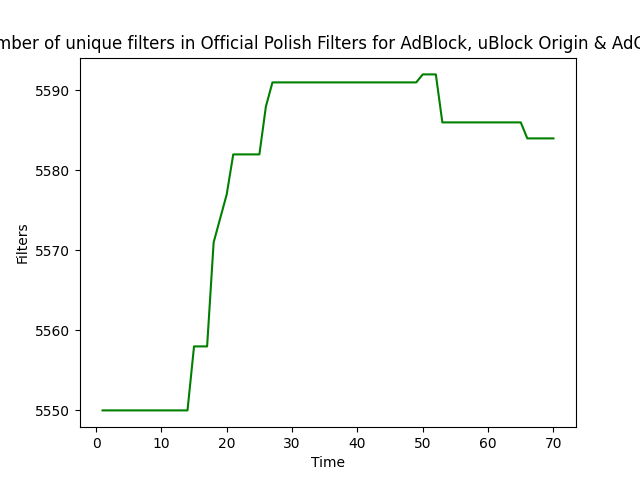 mber of unique filters in Official Polish Filters for AdBlock, uBlock Origin & AdG
5590
5580
5570
5560
5550
Filters
0 10 20 30 40 50 60 70
Time